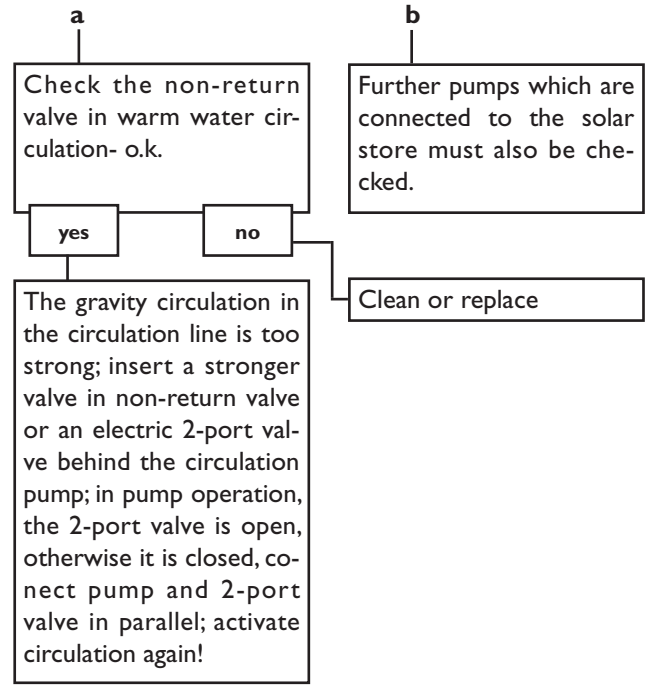 a
Check the non-return
valve in warm water cir-
culation- o.k.
yes
no
The gravity circulation in
the circulation line is too
strong; insert a stronger
valve in non-return valve
or an electric 2-port val-
ve behind the circulation
pump; in pump operation,
the 2-port valve is open,
otherwise it is closed, co-
nect pump and 2-port
valve in parallel; activate
circulation again!
b
Further pumps which are
connected to the solar
store must also be che-
cked.
Clean or replace